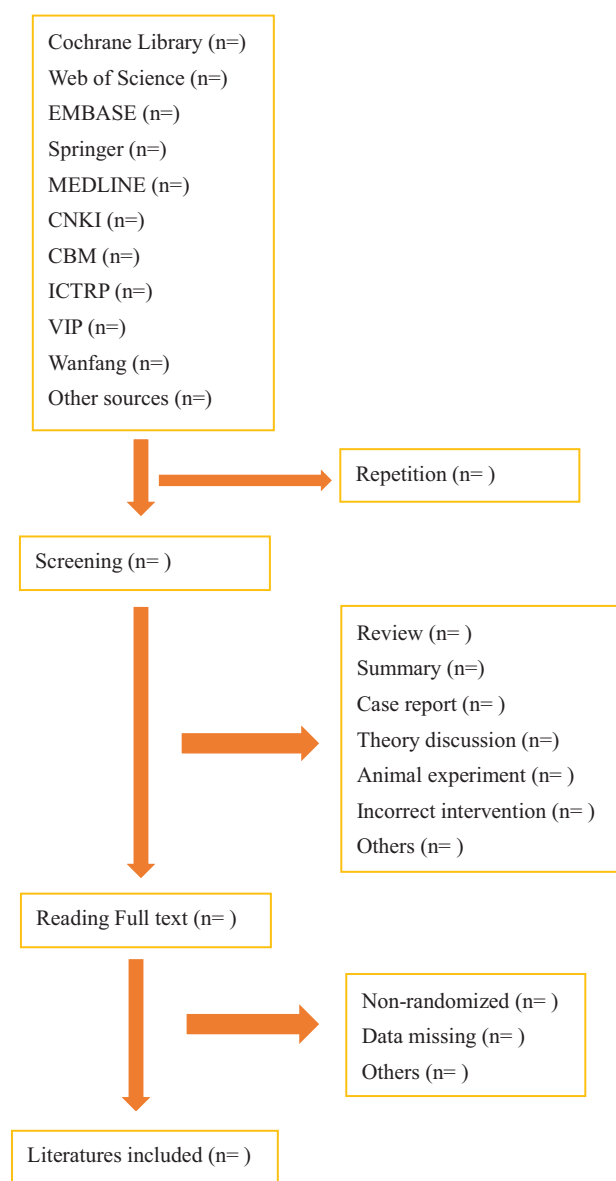 Cochrane Library (n=)
Web of Science (n=)
EMBASE (n=)
Springer (n=)
MEDLINE (n=)
CNKI (n=)
CBM (n=)
ICTRP (n=)
VIP (n=)
Wanfang (n=)
Other sources (n=)
Repetition (n= )
Screening (n= )
Review (n= )
Summary (n=)
Case report (n= )
Theory discussion (n=)
Animal experiment (n= )
Incorrect intervention (n= )
Others (n= )
Reading Full text (n= )
Non-randomized (n= )
Data missing (n= )
Others (n= )
Literatures included (n= )